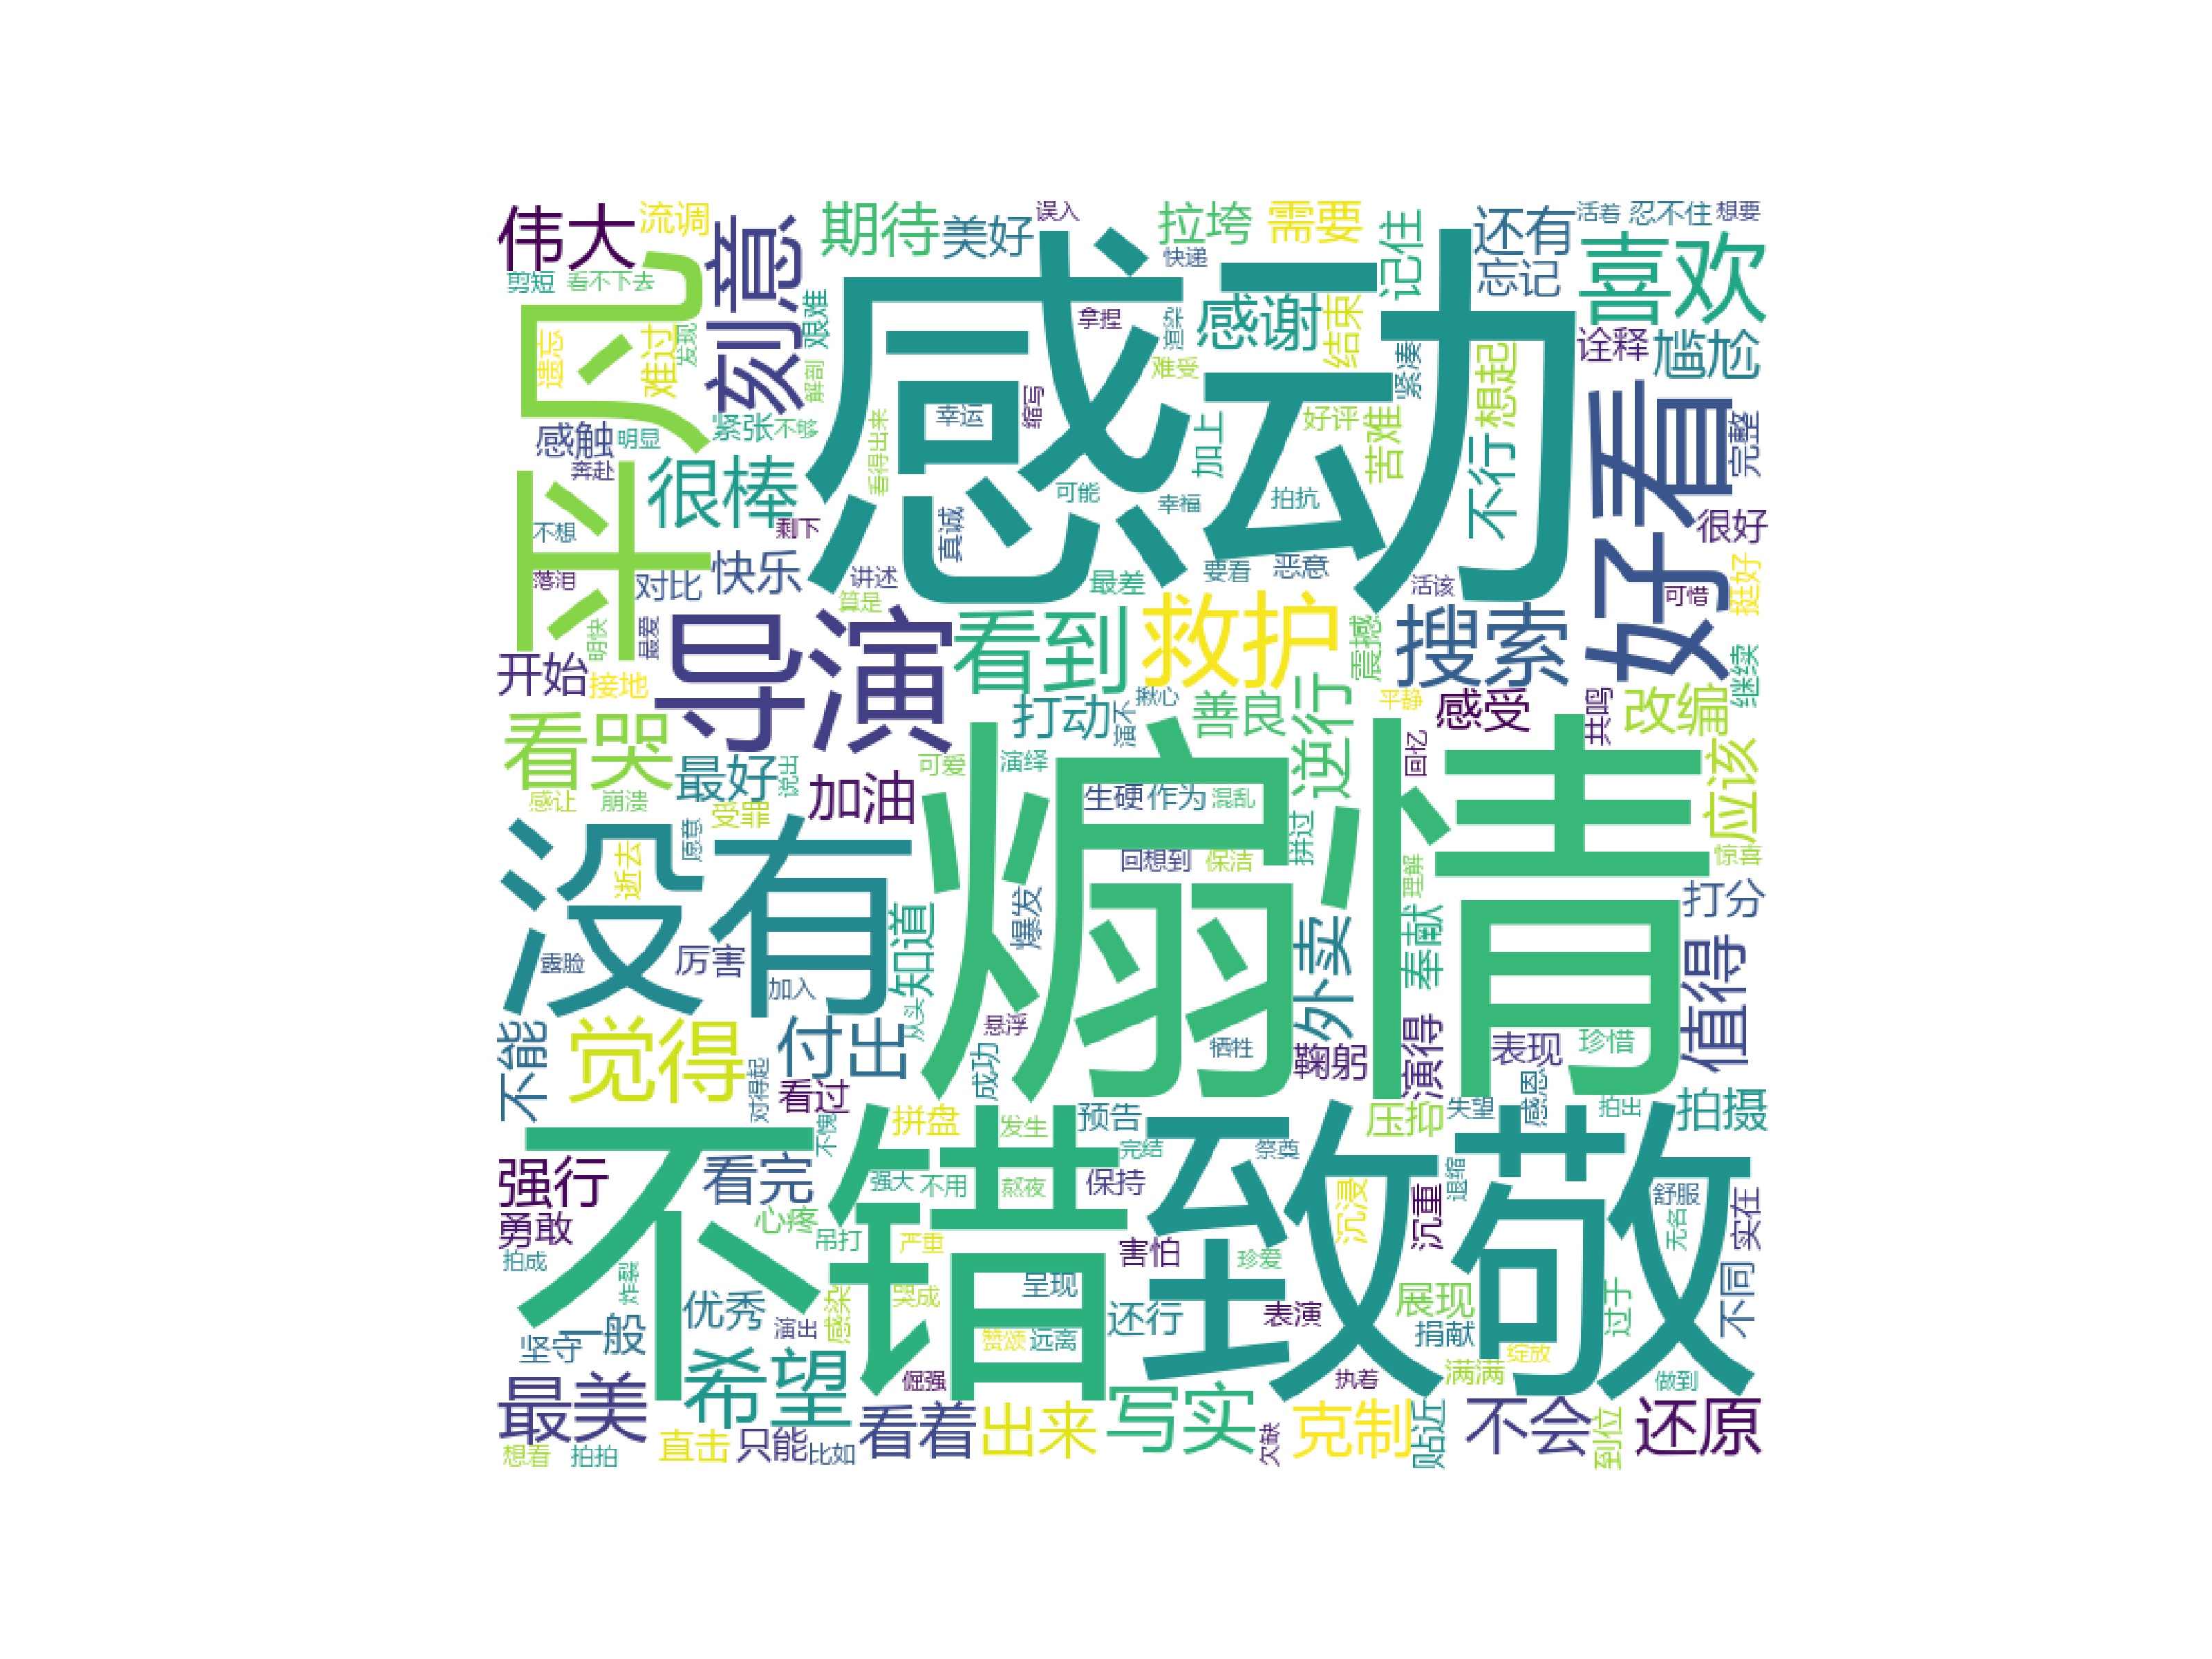 伟大
流调
刻意
期待
美好
误入
拉垮
需要
记住
还有
活着
忍不住
想要
剪短
看不下去
平凡
感动
快递
忘记
喜欢
遗忘
难过
发现
艰难
解剖
拿捏
渲染
感谢
结束
难受
紧凑
想起
诠释
尴尬
感触
明显
紧张
不够
看得出来
幸运
缩写
加上
好评
苦难
不行
好看
完整
奔赴
很棒
可能
幸福
拍抗
很好
不想
剩下
真诚
落泪
对比
快乐
讲述
算是
最差
要看
恶意
活该
可惜
挺好
明快
最爱
导演
看到
救护
震撼
搜索
开始
接地
打动
演不
揪心
善良
逆行
平静
感受
共鸣
改编
继续
看哭
最好
说出
加油
可爱
演绎
回忆
应该
感让
崩溃
受罪
生硬
作为
混乱
没有
逝去
愿意
煽情
回想到
保洁
拼过
理解
惊喜
打分
露脸
厉害
加入
知道
从头
爆发
外卖
奉献
值得
不能
觉得
付出
悬浮
成功
牺牲
鞠躬
演得
表现
珍惜
看过
对得起
不愧
拼盘
发生
预告
完结
祭奠
压抑
失望
感恩
拍出
拍摄
强行
看完
强大
不用
熬夜
保持
致敬
沉浸
沉重
退缩
舒服
无名
实在
勇敢
不错
心疼
吊打
严重
害怕
珍爱
拍成
炸裂
优秀
感染
哭成
呈现
展现
过于
不同
坚守
一般
演出
赞颂
远离
还行
表演
捐献
绽放
最美
希望
倔强
执着
满满
做到
看着
出来
写实
欠缺
克制
贴近
不会
到位
还原
想看
拍拍
直击
只能
比如